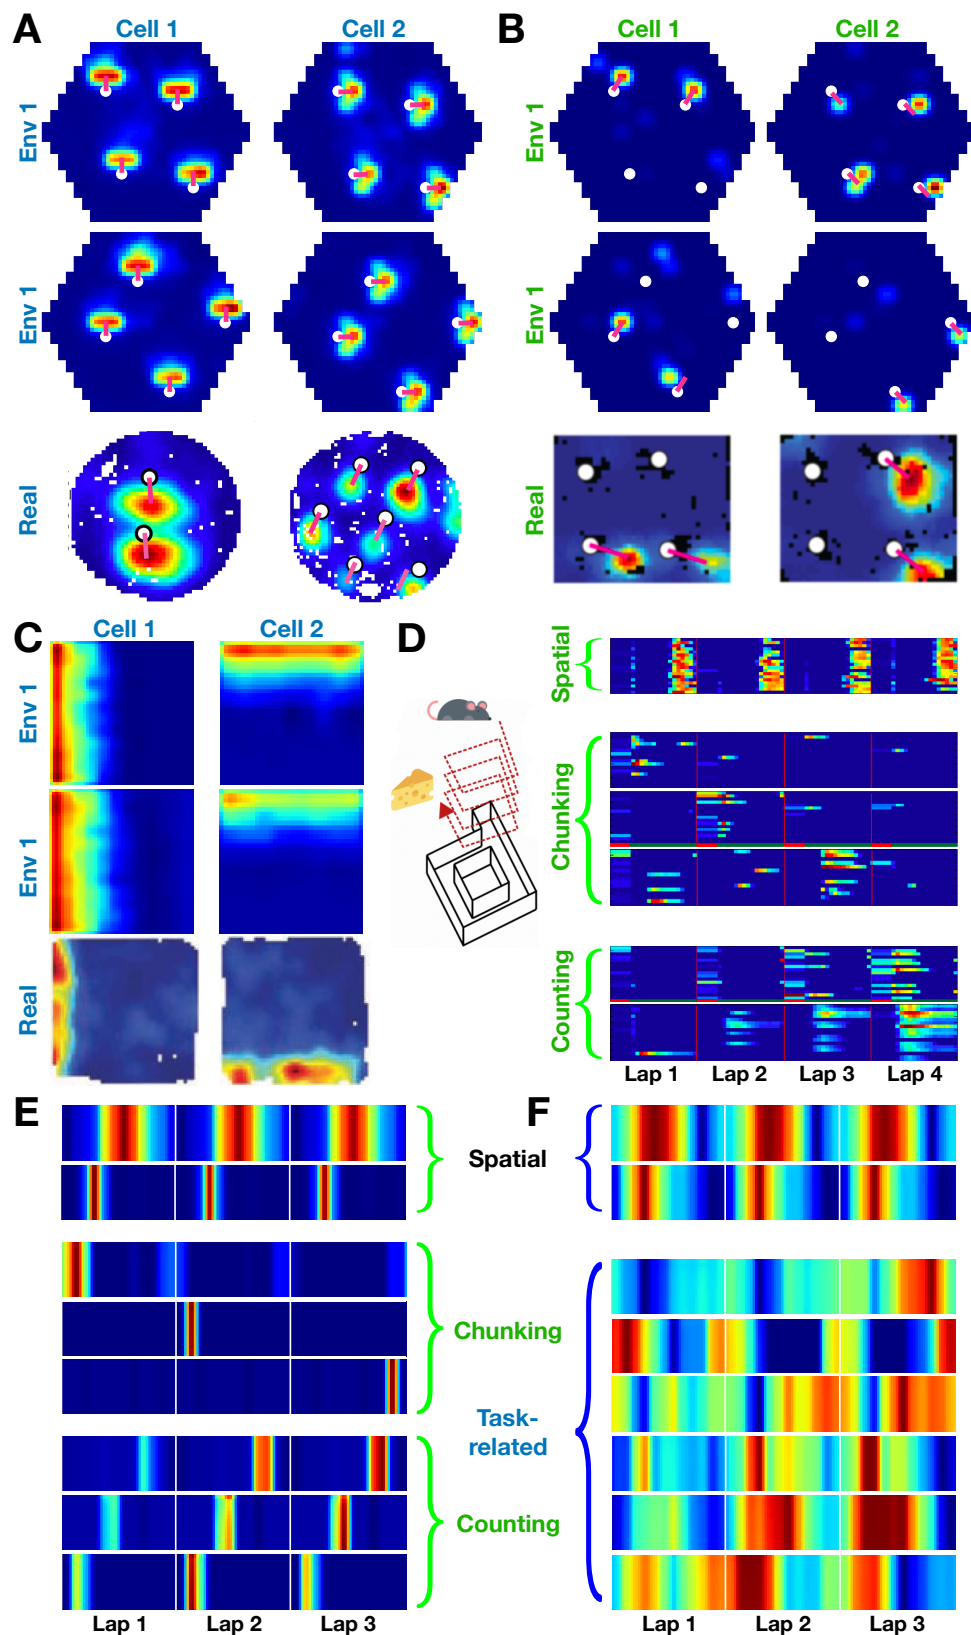 A
Cell 1
Cell 2
B
Cell 1
Cell 2
Env 1
Env 1
Env 1
Env 1
Real
Real
C
Cell 1
Cell 2
D
Env 1
Env 1
Real
Spatial
Chunking
Counting
Lap 1
Lap 2
Lap 3
Lap 4
E
F
Spatial
Chunking
Task-
related
Counting
Lap 1
Lap 2
Lap 3
Lap 1
Lap 2
Lap 3